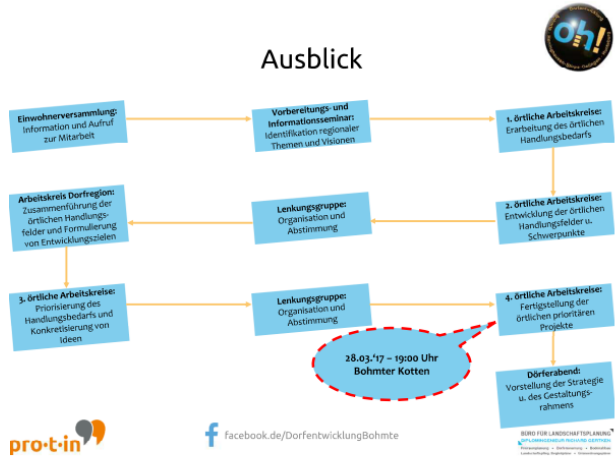 oh!
Ausblick
Einwohnerversammlung:
Information und Aufruf
zur Mitarbeit
Vorbereitungs- und
Informationsseminar:
Identifikation regionaler
Themen und Visionen
1. örtliche Arbeitskreise:
Erarbeitung des örtlichen
Handlungsbedarfs
Arbeitskreis Dorfregion:
Zusammenführung der
örtlichen Handlungs-
felder und Formulierung
von Entwicklungszielen
Lenkungsgruppe:
Organisation und
Abstimmung
2. örtliche Arbeitskreise:
Entwicklung der örtlichen
Handlungsfelder u.
Schwerpunkte
3. örtliche Arbeitskreise:
Priorisierung des
Handlungsbedarfs und
Konkretisierung von
Ideen
Lenkungsgruppe:
Organisation und
Abstimmung
4. örtliche Arbeitskreise:
Fertigstellung der
örtlichen prioritären
Projekte
28.03.'17 – 19:00 Uhr
Bohmter Kotten
Dörferabend:
Vorstellung der Strategie
u. des Gestaltungs-
rahmens
pro•t•in
facebook.de/DorfentwicklungBohmte
BÜRO FÜR LANDSCHAFTSPLANUNG
DIPLOMINGENIEUR RICHARD GERTKEN